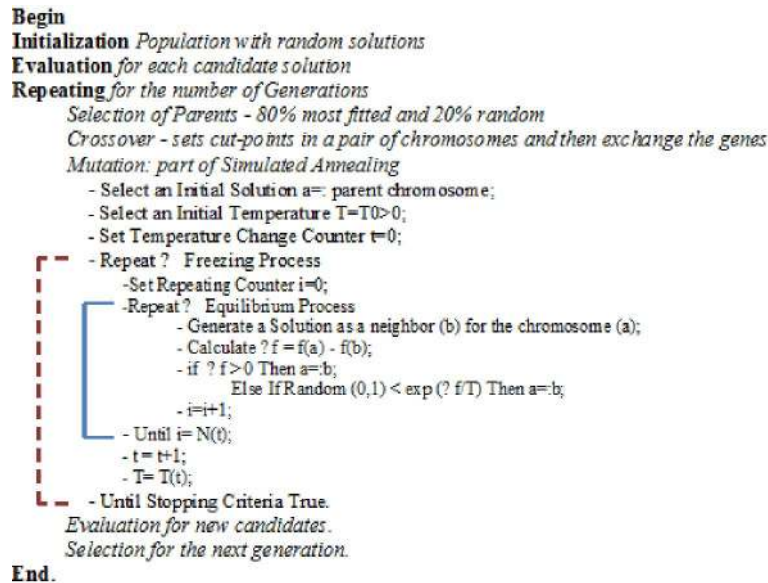 Begin
Initialization Population with random solutions
Evaluation for each candidate solution
Repeating for the number of Generations
Selection of Parents - 80% most fitted and 20% random
Crossover - sets cut-points in a pair of chromosomes and then exchange the genes
Mutation: part of Simulated Annealing
- Select an Initial Solution a=: parent chromosome;
- Select an Initial Temperature T=T0>0;
- Set Temperature Change Counter t=0;
- Repeat ? Freezing Process
-Set Repeating Counter i=0;
-Repeat ? Equilibrium Process
- Generate a Solution as a neighbor (b) for the chromosome (a);
- Calculate ? f = f(a) - f(b);
- if ? f >0 Then a=:b;
Else If Random (0,1) < exp (? f/T) Then a=:b;
- i=i+1;
- Until i= N(t);
- t= t+1;
- T= T(t);
- Until Stopping Criteria True.
Evaluation for new candidates.
Selection for the next generation.
End.